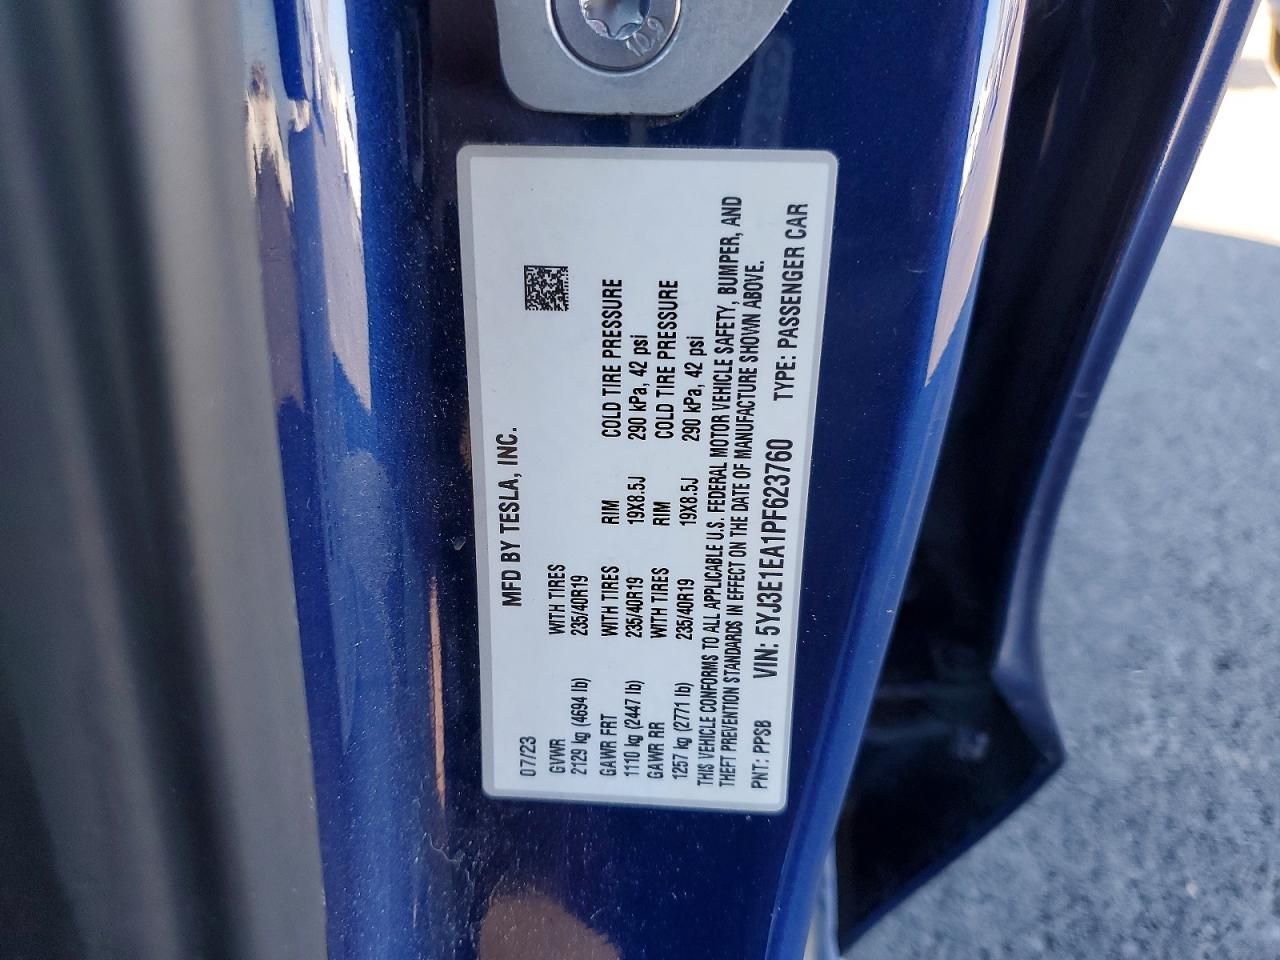 10.9
MFD BY TESLA, INC.
07/23
GVWR WITH TIRES
2129 kg (4694 lb) 235/40R19
GAWR FRT WITH TIRES RIM COLD TIRE PRESSURE
1110 kg (2447 lb) 235/40R19 19X8.5J 290 kPa, 42 psi
GAWR RR WITH TIRES RIM COLD TIRE PRESSURE
1257 kg (2771 lb) 235/40R19 19X8.5J 290 kPa, 42 psi
THIS VEHICLE CONFORMS TO ALL APPLICABLE U.S. FEDERAL MOTOR VEHICLE SAFETY, BUMPER, AND
THEFT PREVENTION STANDARDS IN EFFECT ON THE DATE OF MANUFACTURE SHOWN ABOVE.
PNT: PPSB VIN: 5YJ3E1EA1PF623760 TYPE: PASSENGER CAR